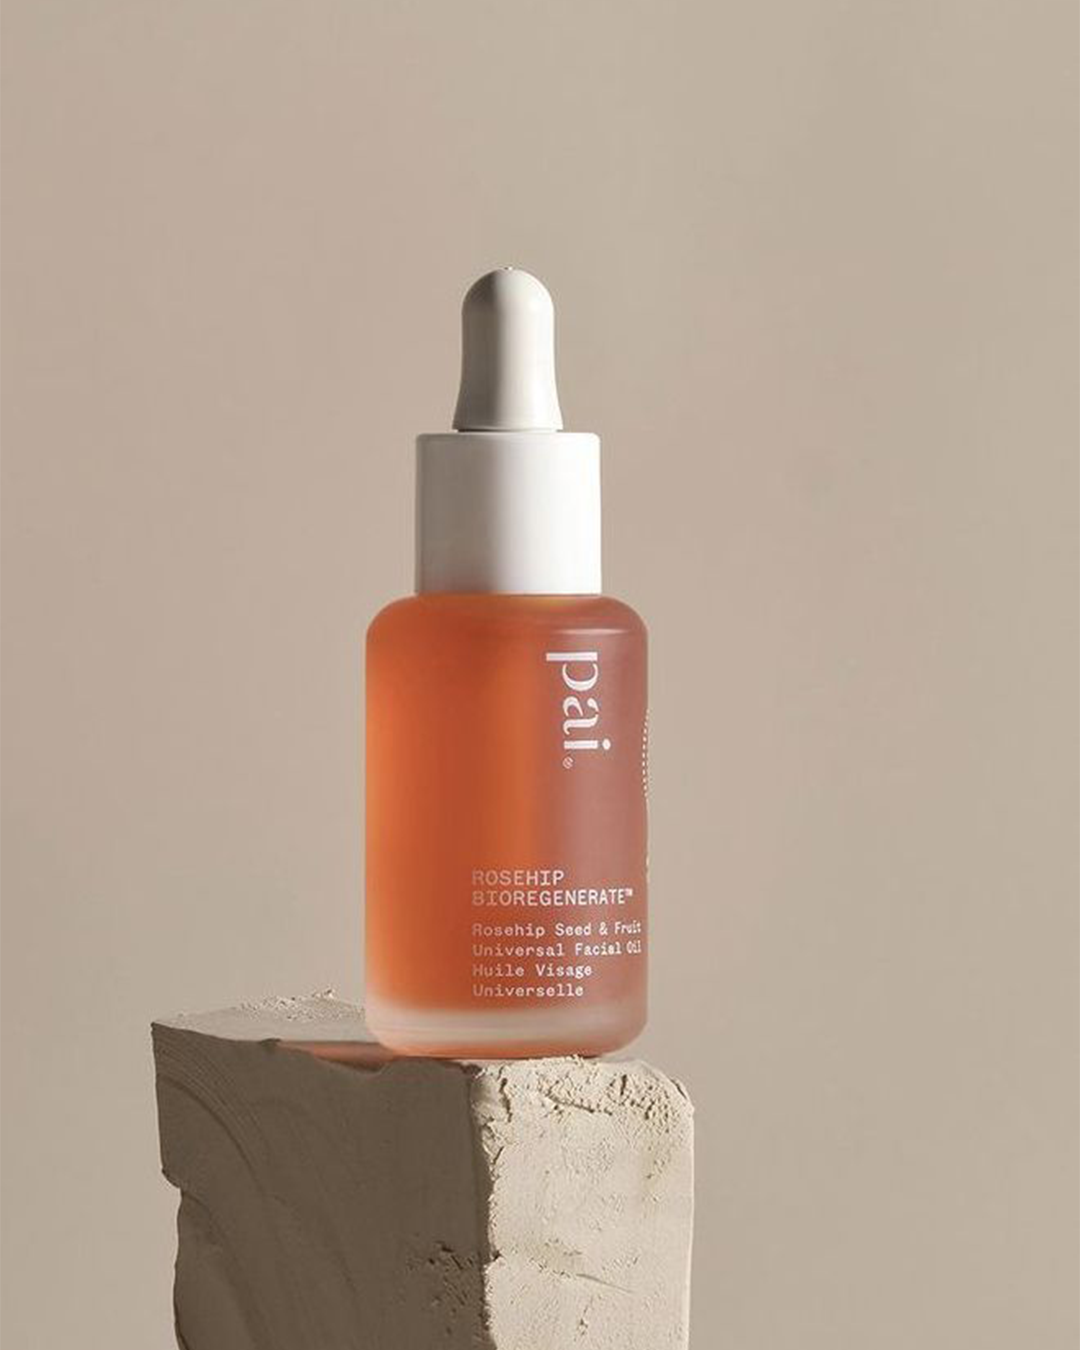 pai®
ROSEHIP
BIOREGENERATE™
Rosehip Seed & Fruit
Universal Facial Oil
Huile Visage
Universelle